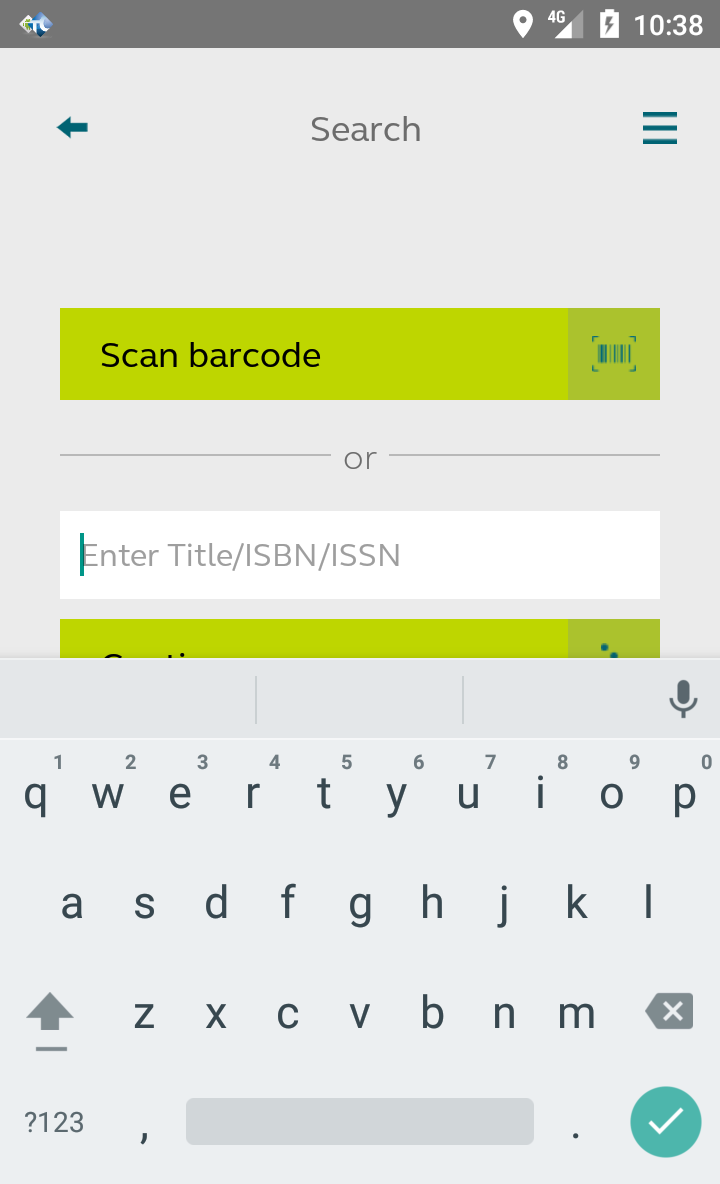 4G 10:38
Search
Scan barcode
or
Enter Title/ISBN/ISSN
1 2 3 4 5 6 7 8 9 0
q w e r t y u i o p
a s d f g h j k l
z x c v b n m
?123 , .